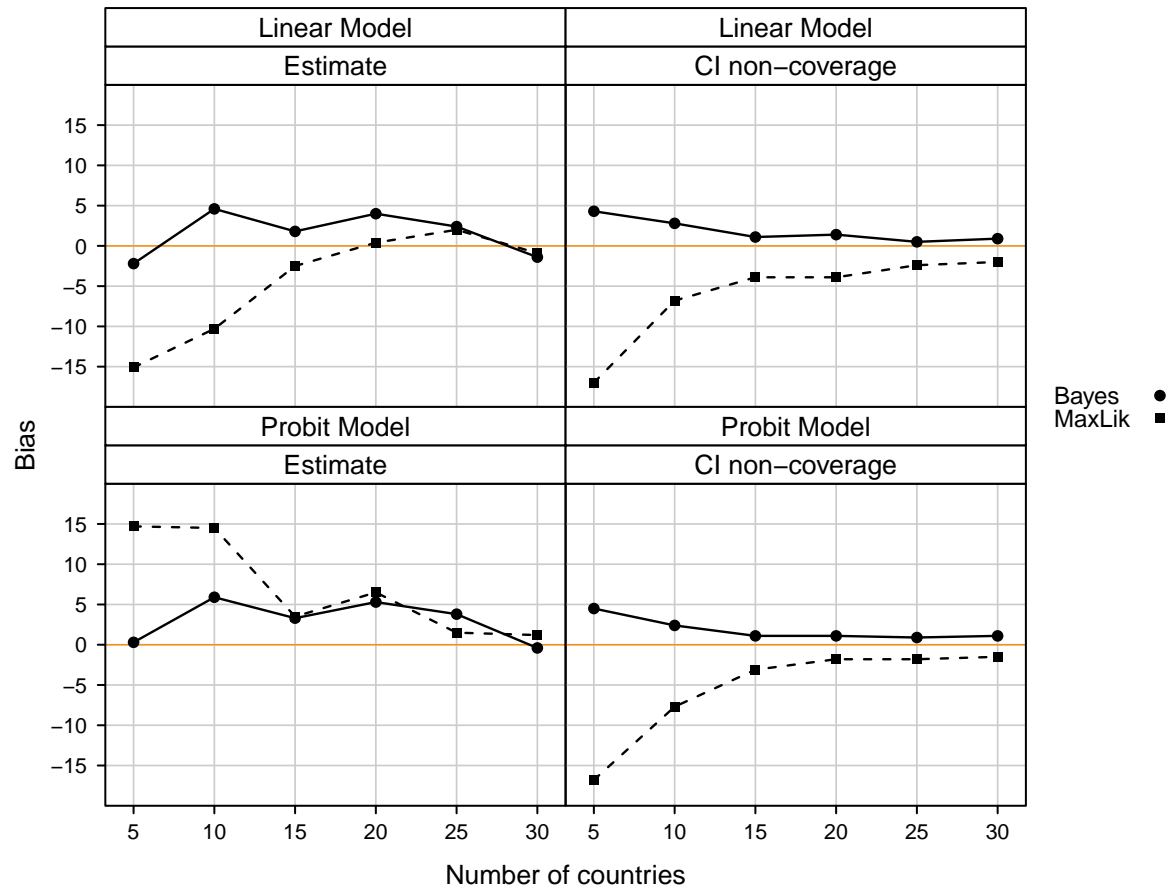 Linear Model
Linear Model
Estimate
CI non−coverage
15
10
5
0
−5
−10
−15
Probit Model
Probit Model
Estimate
CI non−coverage
15
10
5
0
−5
−10
−15
5 10 15 20 25 30
5 10 15 20 25 30
Number of countries
Bias
Bayes
MaxLik